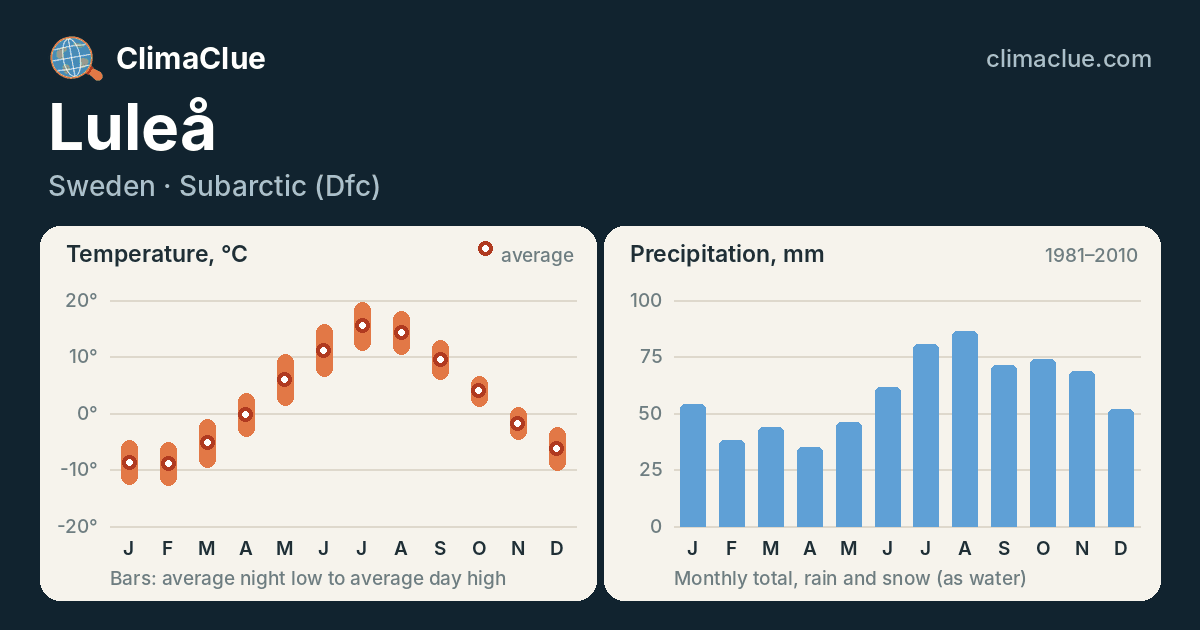 ClimaClue
climaclue.com
Luleå
Sweden · Subarctic (Dfc)
Temperature, °C
average
20°
10°
0°
-10°
-20°
J F M A M J J A S O N D
Bars: average night low to average day high
Precipitation, mm
1981–2010
100
75
50
25
0
J F M A M J J A S O N D
Monthly total, rain and snow (as water)